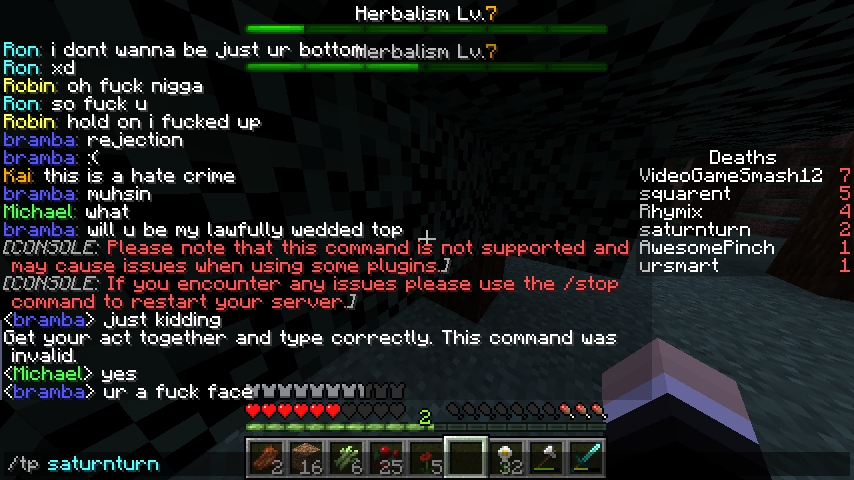 Herbalism Lv.7
Herbalism Lv.7
Ron: i dont wanna be just ur bottom
Ron: xd
Robin: oh fuck nigga
Ron: so fuck u
Robin: hold on i fucked up
bramba: rejection
bramba: :(
Kai: this is a hate crime
bramba: muhsin
Michael: what
bramba: will u be my lawfully wedded top
[CONSOLE: Please note that this command is not supported and
may cause issues when using some plugins.]
[CONSOLE: If you encounter any issues please use the /stop
command to restart your server.]
<bramba> just kidding
Get your act together and type correctly. This command was
invalid.
<Michael> yes
<bramba> ur a fuck face
Deaths
VideoGameSmash12 7
squarent 5
Rhymix 4
saturnturn 2
AwesomePinch 1
ursmart 1
2
2 16 6 25 5 32
/tp saturnturn